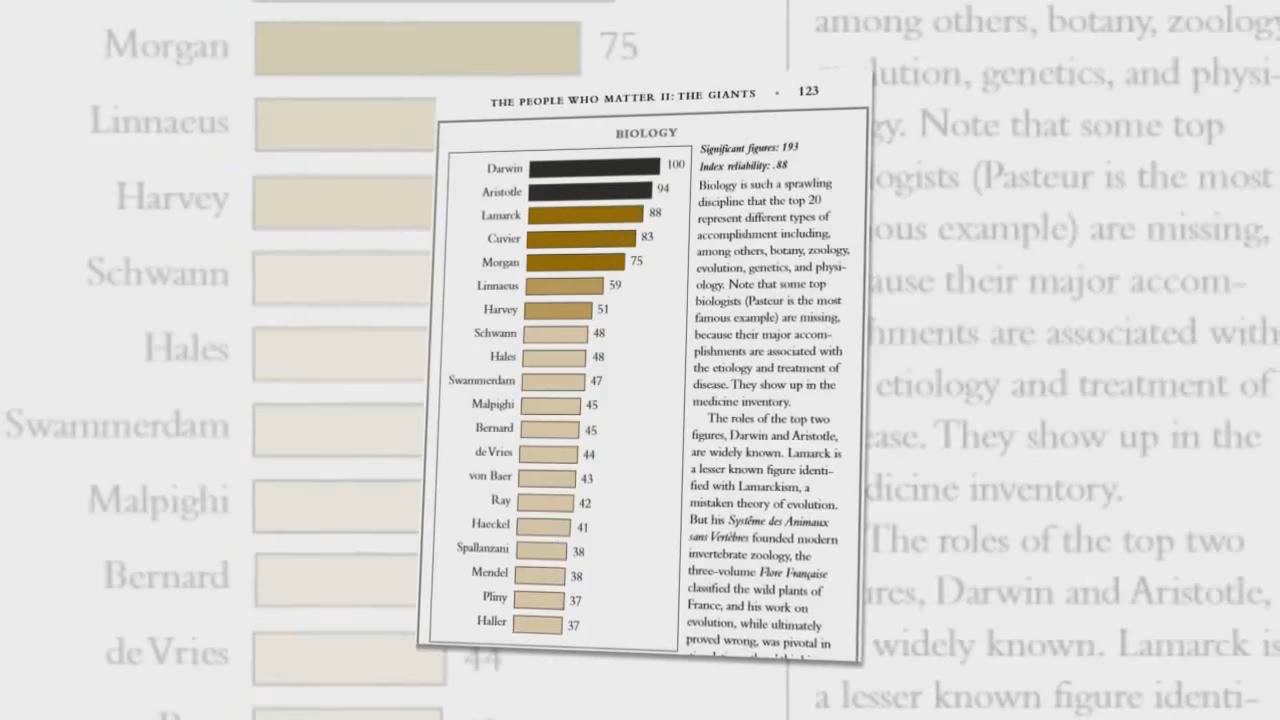 THE PEOPLE WHO MATTER II: THE GIANTS • 123
BIOLOGY
Darwin 100
Aristotle 94
Lamarck 88
Cuvier 83
Morgan 75
Linnaeus 59
Harvey 51
Schwann 48
Hales 48
Swammerdam 47
Malpighi 45
Bernard 45
de Vries 44
von Baer 43
Ray 42
Haeckel 41
Spallanzani 38
Mendel 38
Pliny 37
Haller 37
Significant figures: 193
Index reliability: .88
Biology is such a sprawling
discipline that the top 20
represent different types of
accomplishment including,
among others, botany, zoology,
evolution, genetics, and physi-
ology. Note that some top
biologists (Pasteur is the most
famous example) are missing,
because their major accom-
plishments are associated with
the etiology and treatment of
disease. They show up in the
medicine inventory.
The roles of the top two
figures, Darwin and Aristotle,
are widely known. Lamarck is
a lesser known figure identi-
fied with Lamarckism, a
mistaken theory of evolution.
But his Système des Animaux
sans Vertèbres founded modern
invertebrate zoology, the
three-volume Flore Française
classified the wild plants of
France, and his work on
evolution, while ultimately
proved wrong, was pivotal in
Morgan 75
Linnaeus
Harvey
Schwann
Hales
Swammerdam
Malpighi
Bernard
de Vries 44
among others, botany, zoology
lution, genetics, and physi-
gy. Note that some top
ogists (Pasteur is the most
ous example) are missing,
ause their major accom-
hments are associated with
etiology and treatment of
ease. They show up in the
dicine inventory.
The roles of the top two
ures, Darwin and Aristotle,
widely known. Lamarck is
a lesser known figure identi-